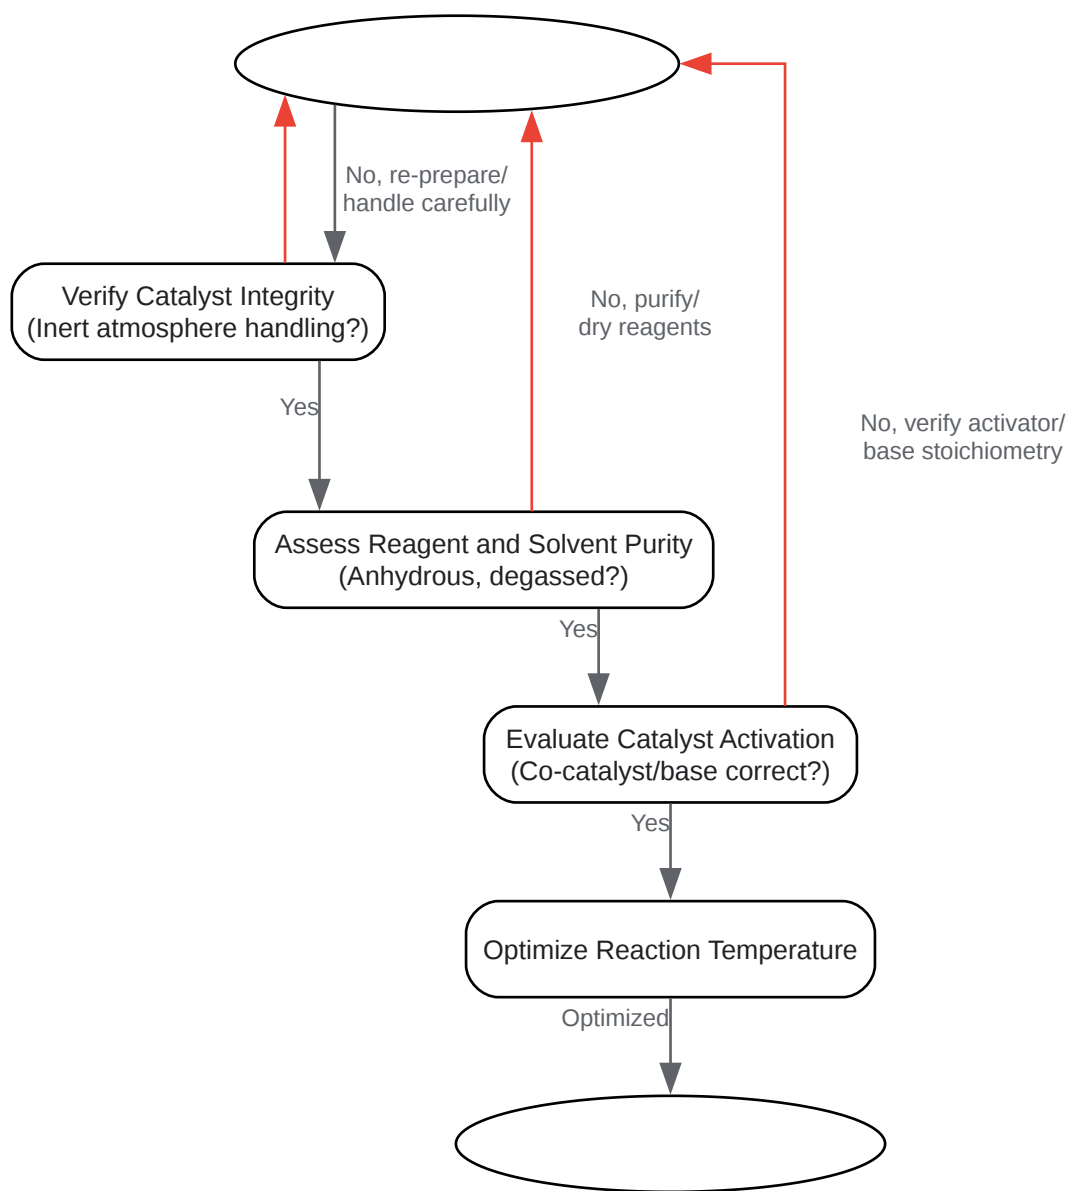 No, re-prepare/
handle carefully
Verify Catalyst Integrity
(Inert atmosphere handling?)
No, purify/
dry reagents
Yes
No, verify activator/
base stoichiometry
Assess Reagent and Solvent Purity
(Anhydrous, degassed?)
Yes
Evaluate Catalyst Activation
(Co-catalyst/base correct?)
Yes
Optimize Reaction Temperature
Optimized